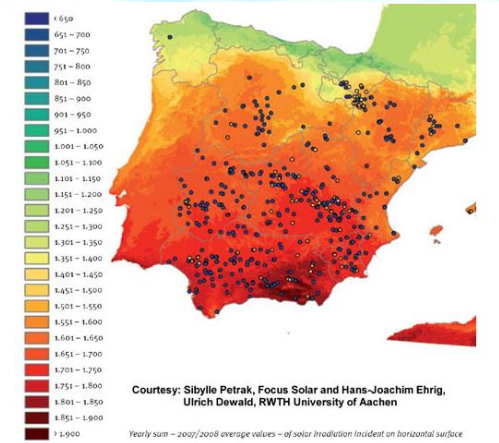 < 650
651 – 700
701 – 750
751 – 800
801 – 850
851 – 900
901 – 950
951 – 1.000
1.001 – 1.050
1.051 – 1.100
1.101 – 1.150
1.151 – 1.200
1.201 – 1.250
1.251 – 1.300
1.301 – 1.350
1.351 – 1.400
1.401 – 1.450
1.451 – 1.500
1.501 – 1.550
1.551 – 1.600
1.601 – 1.650
1.651 – 1.700
1.701 – 1.750
1.751 – 1.800
1.801 – 1.850
1.851 – 1.900
> 1.900
Courtesy: Sibylle Petrak, Focus Solar and Hans-Joachim Ehrig,
Ulrich Dewald, RWTH University of Aachen
Yearly sum – 2007/2008 average values – of solar irradiation incident on horizontal surface